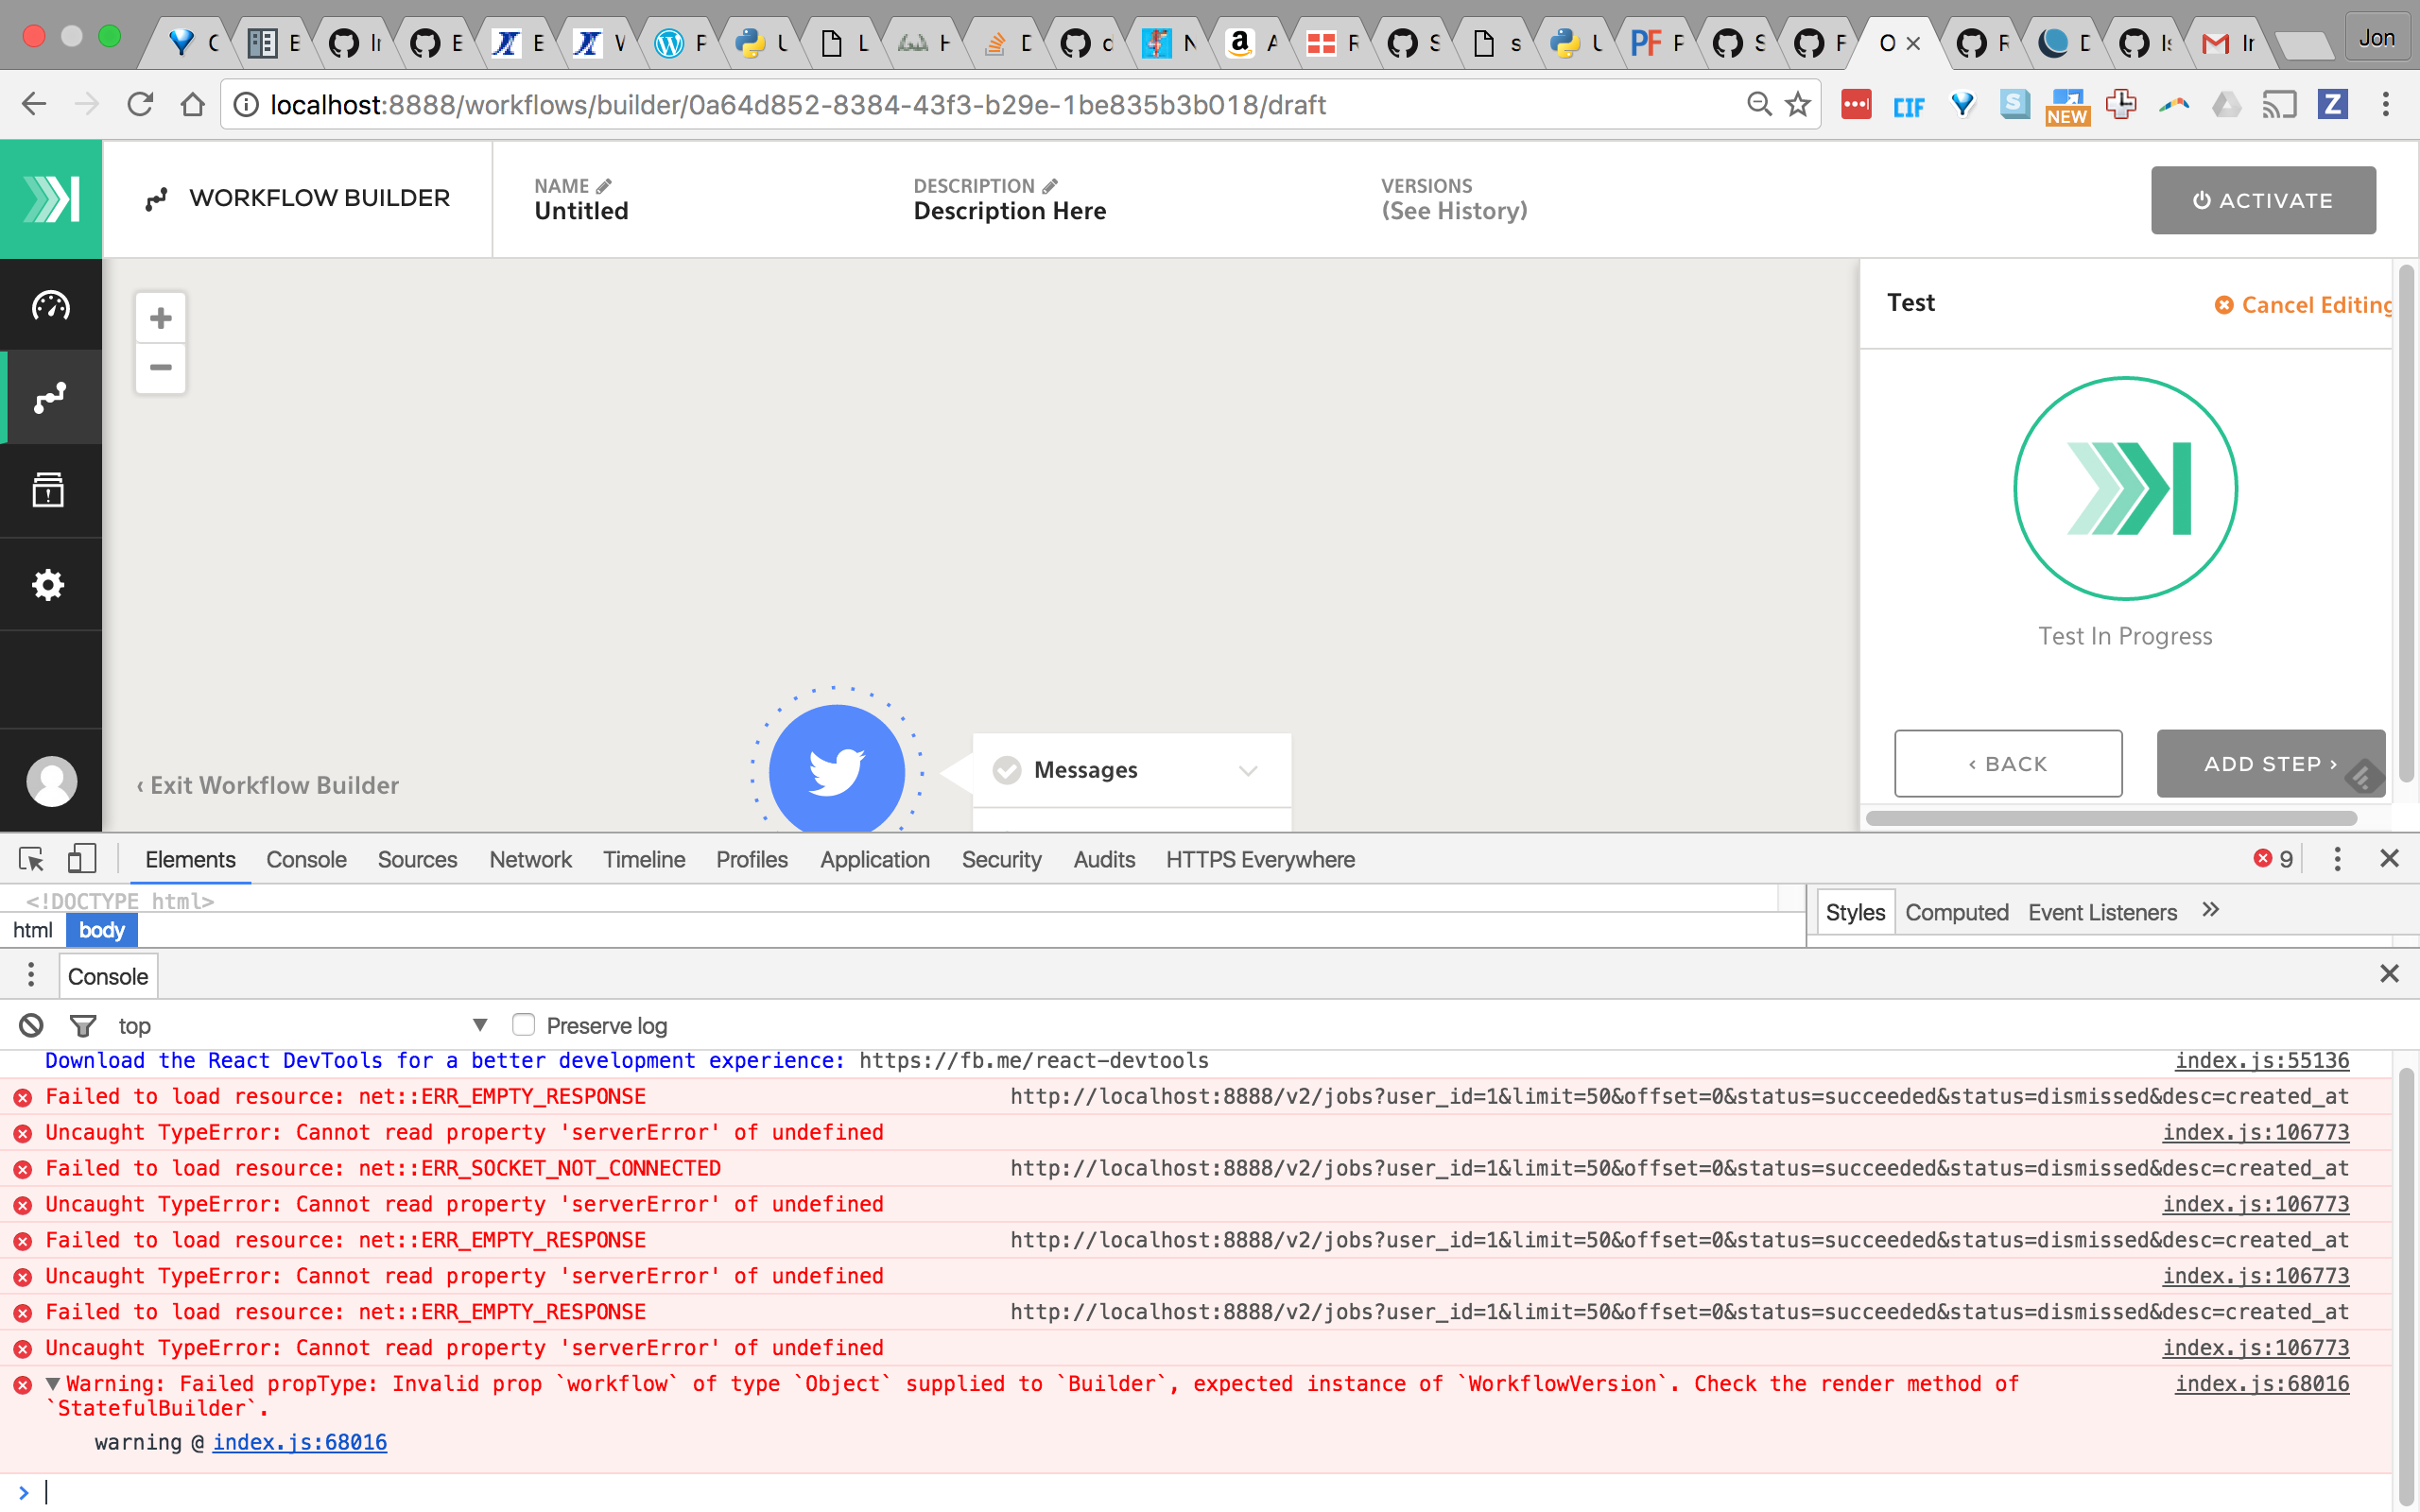 Jon
localhost:8888/workflows/builder/0a64d852-8384-43f3-b29e-1be835b3b018/draft
CIF
NEW
WORKFLOW BUILDER
NAME
Untitled
DESCRIPTION
Description Here
VERSIONS
(See History)
ACTIVATE
Test
Cancel Editing
Test In Progress
‹ BACK
ADD STEP ›
Messages
‹ Exit Workflow Builder
Elements Console Sources Network Timeline Profiles Application Security Audits HTTPS Everywhere
9
<!DOCTYPE html>
html body
Styles Computed Event Listeners »
Console
top
Preserve log
Download the React DevTools for a better development experience: https://fb.me/react-devtools index.js:55136
Failed to load resource: net::ERR_EMPTY_RESPONSE http://localhost:8888/v2/jobs?user_id=1&limit=50&offset=0&status=succeeded&status=dismissed&desc=created_at
Uncaught TypeError: Cannot read property 'serverError' of undefined index.js:106773
Failed to load resource: net::ERR_SOCKET_NOT_CONNECTED http://localhost:8888/v2/jobs?user_id=1&limit=50&offset=0&status=succeeded&status=dismissed&desc=created_at
Uncaught TypeError: Cannot read property 'serverError' of undefined index.js:106773
Failed to load resource: net::ERR_EMPTY_RESPONSE http://localhost:8888/v2/jobs?user_id=1&limit=50&offset=0&status=succeeded&status=dismissed&desc=created_at
Uncaught TypeError: Cannot read property 'serverError' of undefined index.js:106773
Failed to load resource: net::ERR_EMPTY_RESPONSE http://localhost:8888/v2/jobs?user_id=1&limit=50&offset=0&status=succeeded&status=dismissed&desc=created_at
Uncaught TypeError: Cannot read property 'serverError' of undefined index.js:106773
Warning: Failed propType: Invalid prop `workflow` of type `Object` supplied to `Builder`, expected instance of `WorkflowVersion`. Check the render method of index.js:68016
`StatefulBuilder`.
warning @ index.js:68016